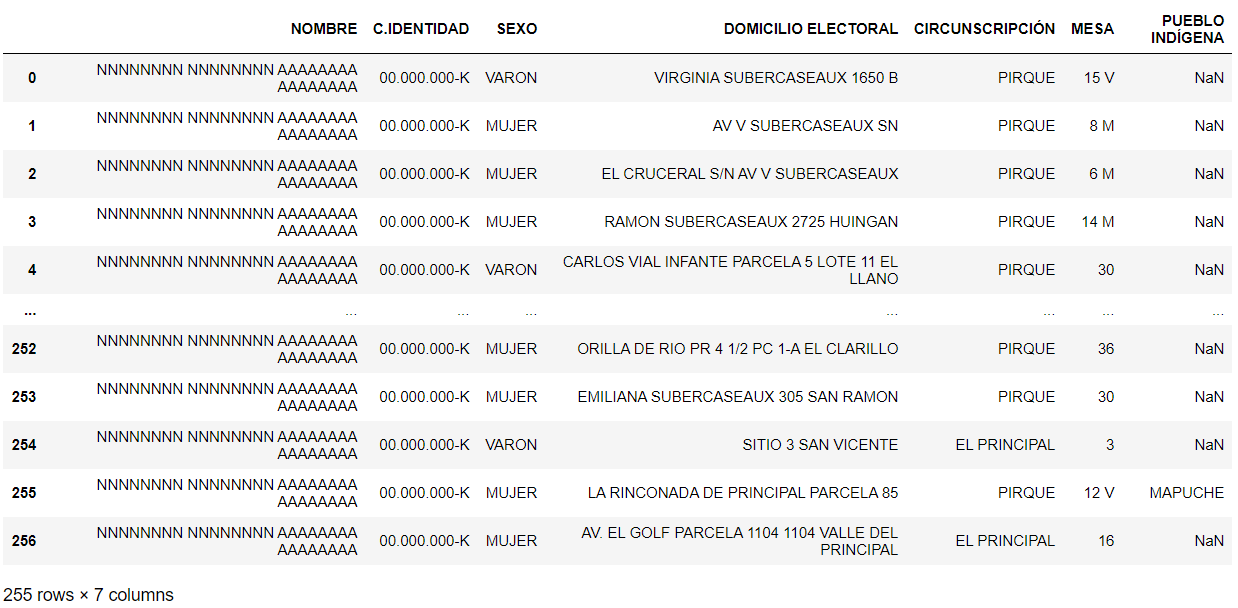 NOMBRE C.IDENTIDAD SEXO DOMICILIO ELECTORAL CIRCUNSCRIPCIÓN MESA PUEBLO
INDÍGENA
0 NNNNNNNN NNNNNNNN AAAAAAAA
AAAAAAAA 00.000.000-K VARON VIRGINIA SUBERCASEAUX 1650 B PIRQUE 15 V NaN
1 NNNNNNNN NNNNNNNN AAAAAAAA
AAAAAAAA 00.000.000-K MUJER AV V SUBERCASEAUX SN PIRQUE 8 M NaN
2 NNNNNNNN NNNNNNNN AAAAAAAA
AAAAAAAA 00.000.000-K MUJER EL CRUCERAL S/N AV V SUBERCASEAUX PIRQUE 6 M NaN
3 NNNNNNNN NNNNNNNN AAAAAAAA
AAAAAAAA 00.000.000-K MUJER RAMON SUBERCASEAUX 2725 HUINGAN PIRQUE 14 M NaN
4 NNNNNNNN NNNNNNNN AAAAAAAA
AAAAAAAA 00.000.000-K VARON CARLOS VIAL INFANTE PARCELA 5 LOTE 11 EL
LLANO PIRQUE 30 NaN
... ... ... ... ... ... ... ...
252 NNNNNNNN NNNNNNNN AAAAAAAA
AAAAAAAA 00.000.000-K MUJER ORILLA DE RIO PR 4 1/2 PC 1-A EL CLARILLO PIRQUE 36 NaN
253 NNNNNNNN NNNNNNNN AAAAAAAA
AAAAAAAA 00.000.000-K MUJER EMILIANA SUBERCASEAUX 305 SAN RAMON PIRQUE 30 NaN
254 NNNNNNNN NNNNNNNN AAAAAAAA
AAAAAAAA 00.000.000-K VARON SITIO 3 SAN VICENTE EL PRINCIPAL 3 NaN
255 NNNNNNNN NNNNNNNN AAAAAAAA
AAAAAAAA 00.000.000-K MUJER LA RINCONADA DE PRINCIPAL PARCELA 85 PIRQUE 12 V MAPUCHE
256 NNNNNNNN NNNNNNNN AAAAAAAA
AAAAAAAA 00.000.000-K MUJER AV. EL GOLF PARCELA 1104 1104 VALLE DEL
PRINCIPAL EL PRINCIPAL 16 NaN
255 rows × 7 columns